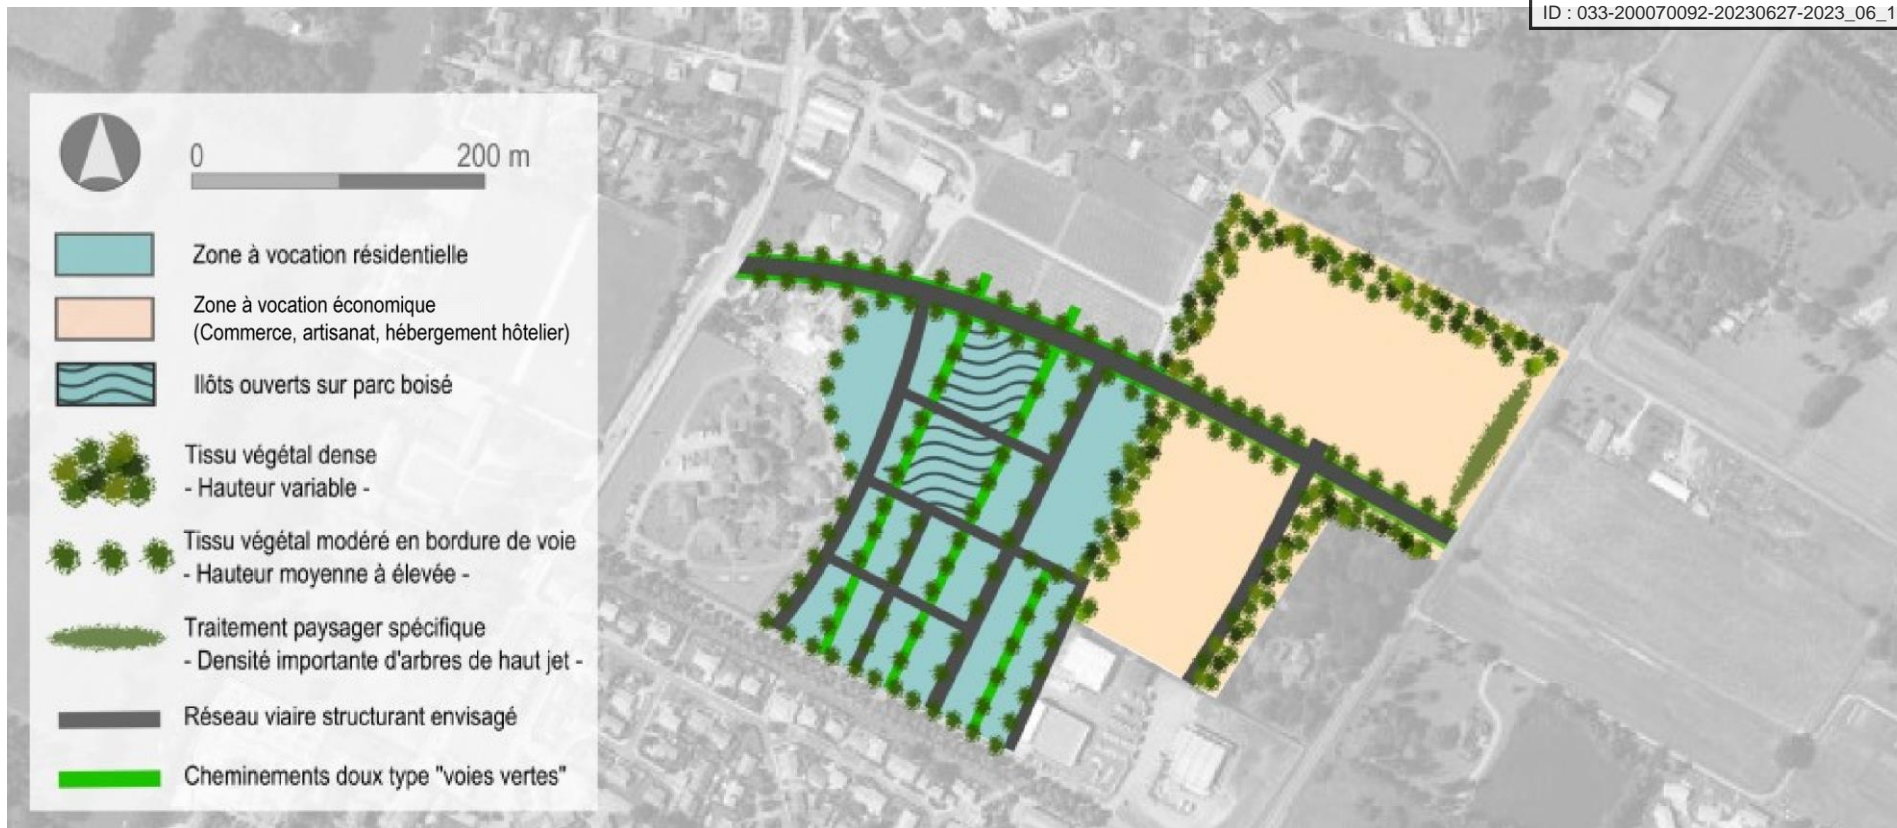 ID : 033-200070092-20230627-2023_06_1
0 200 m
Zone à vocation résidentielle
Zone à vocation économique
(Commerce, artisanat, hébergement hôtelier)
Ilôts ouverts sur parc boisé
Tissu végétal dense
- Hauteur variable -
Tissu végétal modéré en bordure de voie
- Hauteur moyenne à élevée -
Traitement paysager spécifique
- Densité importante d'arbres de haut jet -
Réseau viaire structurant envisagé
Cheminements doux type "voies vertes"